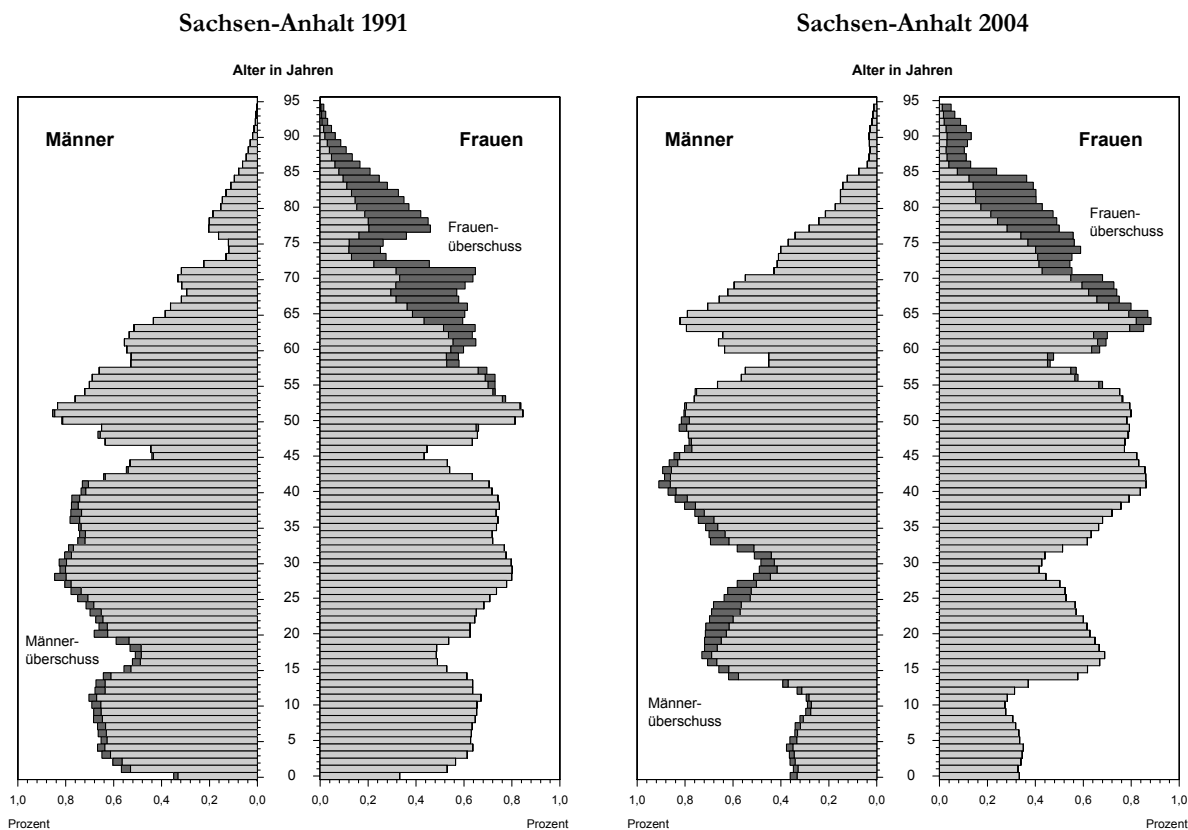 Sachsen-Anhalt 1991
Alter in Jahren
Männer
Frauen
95
90
85
80
75
70
65
60
55
50
45
40
35
30
25
20
15
10
5
0
Frauen-
überschuss
Männer-
überschuss
1,0 0,8 0,6 0,4 0,2 0,0
0,0 0,2 0,4 0,6 0,8 1,0
Prozent
Prozent
Sachsen-Anhalt 2004
Alter in Jahren
Männer
Frauen
95
90
85
80
75
70
65
60
55
50
45
40
35
30
25
20
15
10
5
0
Frauen-
überschuss
Männer-
überschuss
1,0 0,8 0,6 0,4 0,2 0,0
0,0 0,2 0,4 0,6 0,8 1,0
Prozent
Prozent